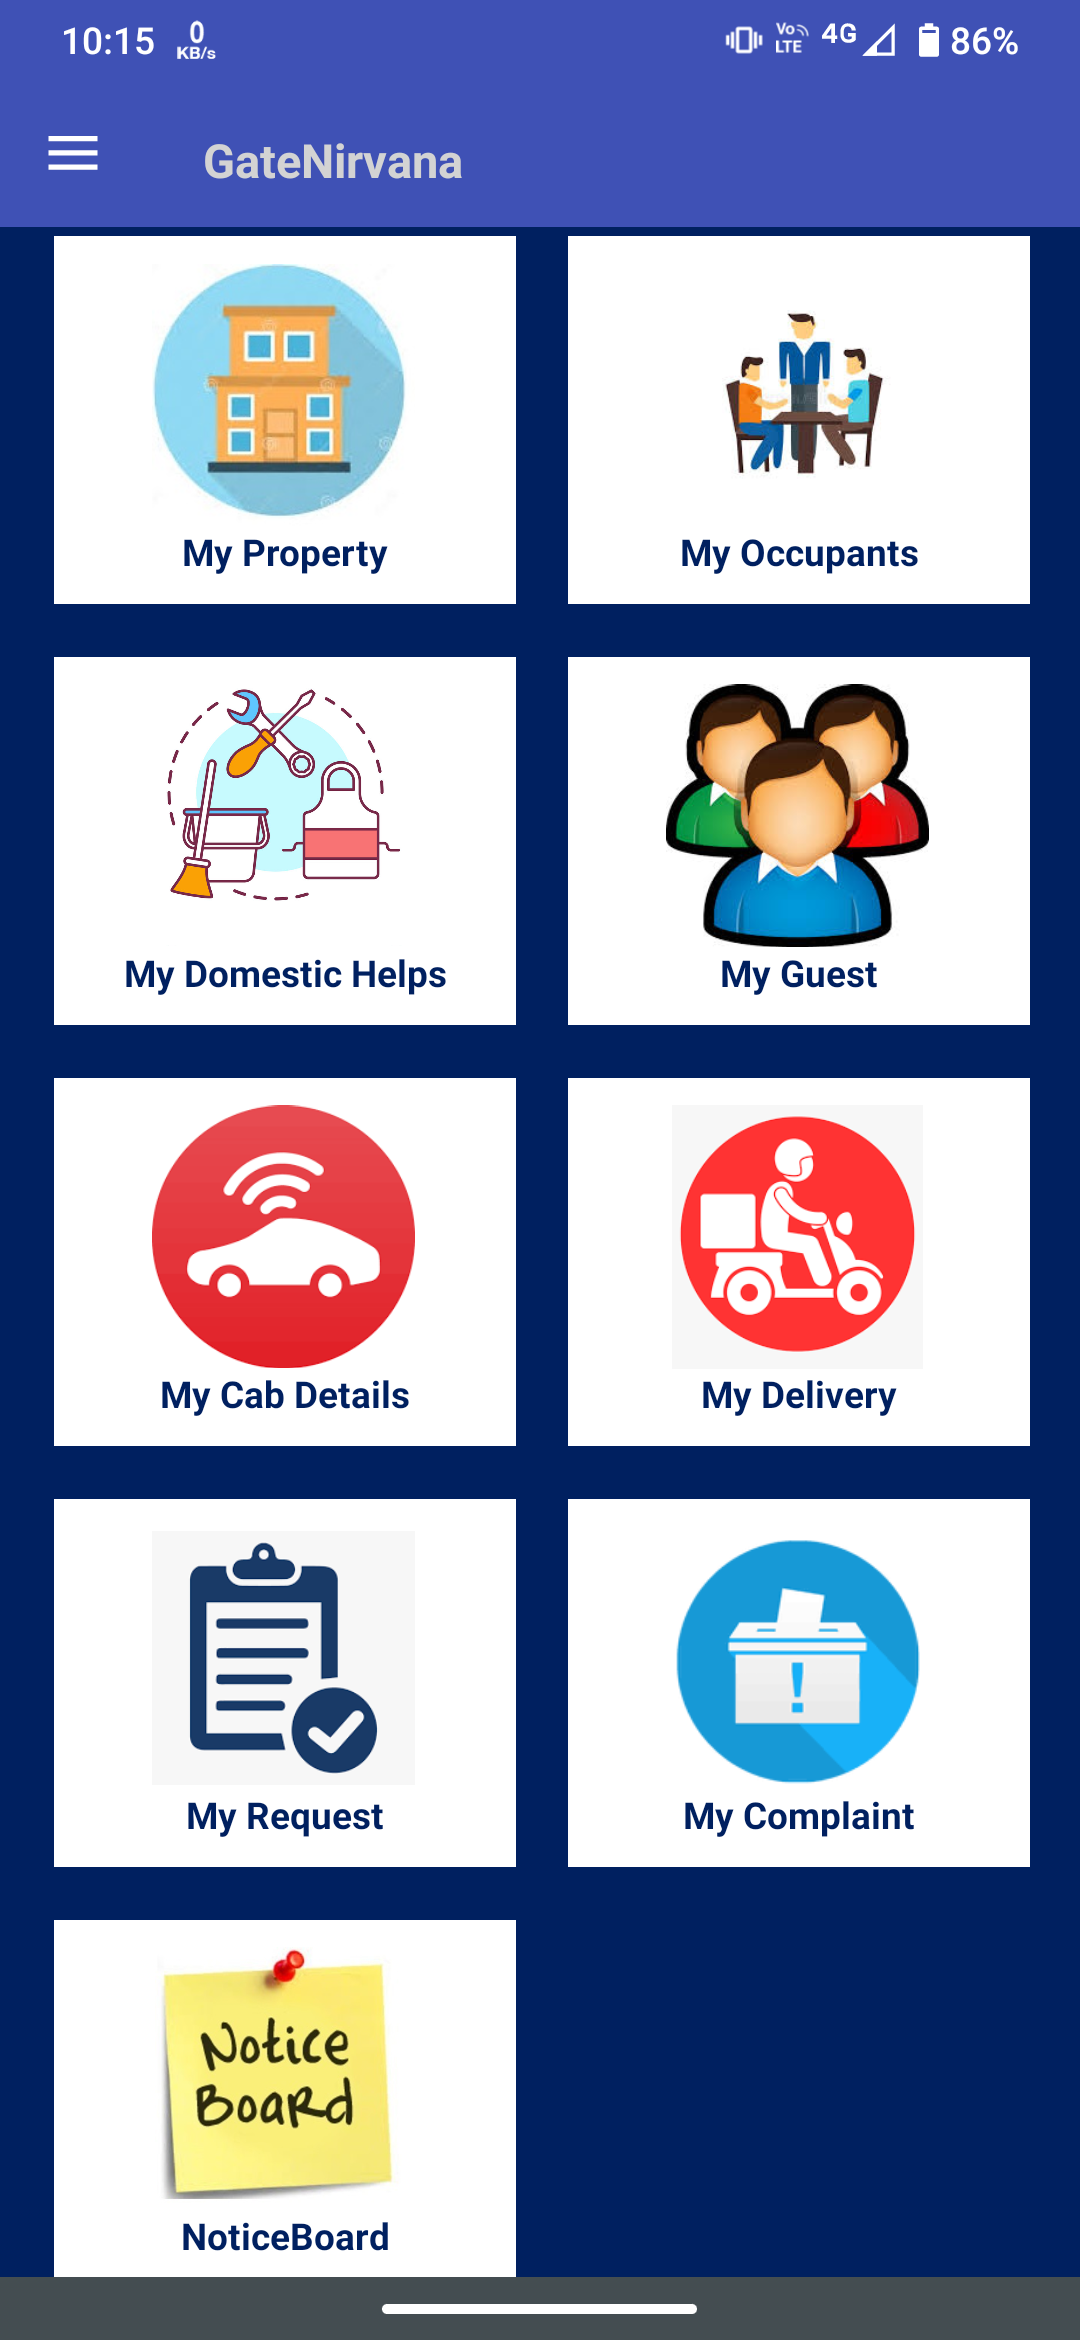 10:15 0 KB/s Vo LTE 4G 86%
GateNirvana
My Property
My Occupants
My Domestic Helps
My Guest
My Cab Details
My Delivery
My Request
!
My Complaint
Notice
Board
NoticeBoard